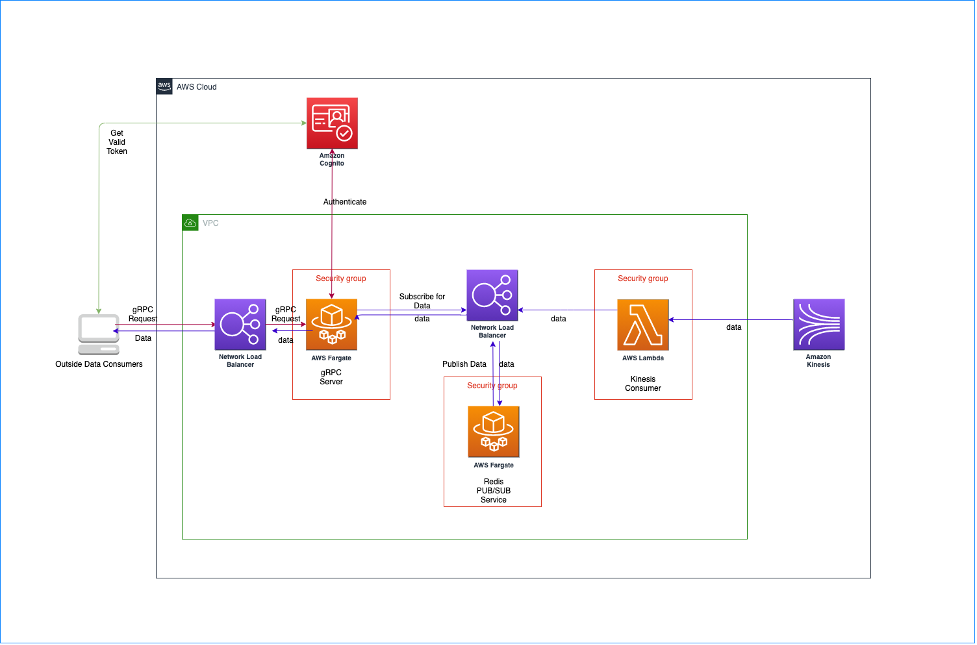 aws
AWS Cloud
Get
Valid
Token
Amazon
Cognito
Authenticate
VPC
Security group
Security group
gRPC
Request
Data
Outside Data Consumers
Network Load
Balancer
gRPC
Request
data
AWS Fargate
gRPC
Server
Subscribe for
Data
data
Network Load
Balancer
data
AWS Lambda
Kinesis
Consumer
data
Amazon
Kinesis
Publish Data
data
Security group
AWS Fargate
Redis
PUB/SUB
Service